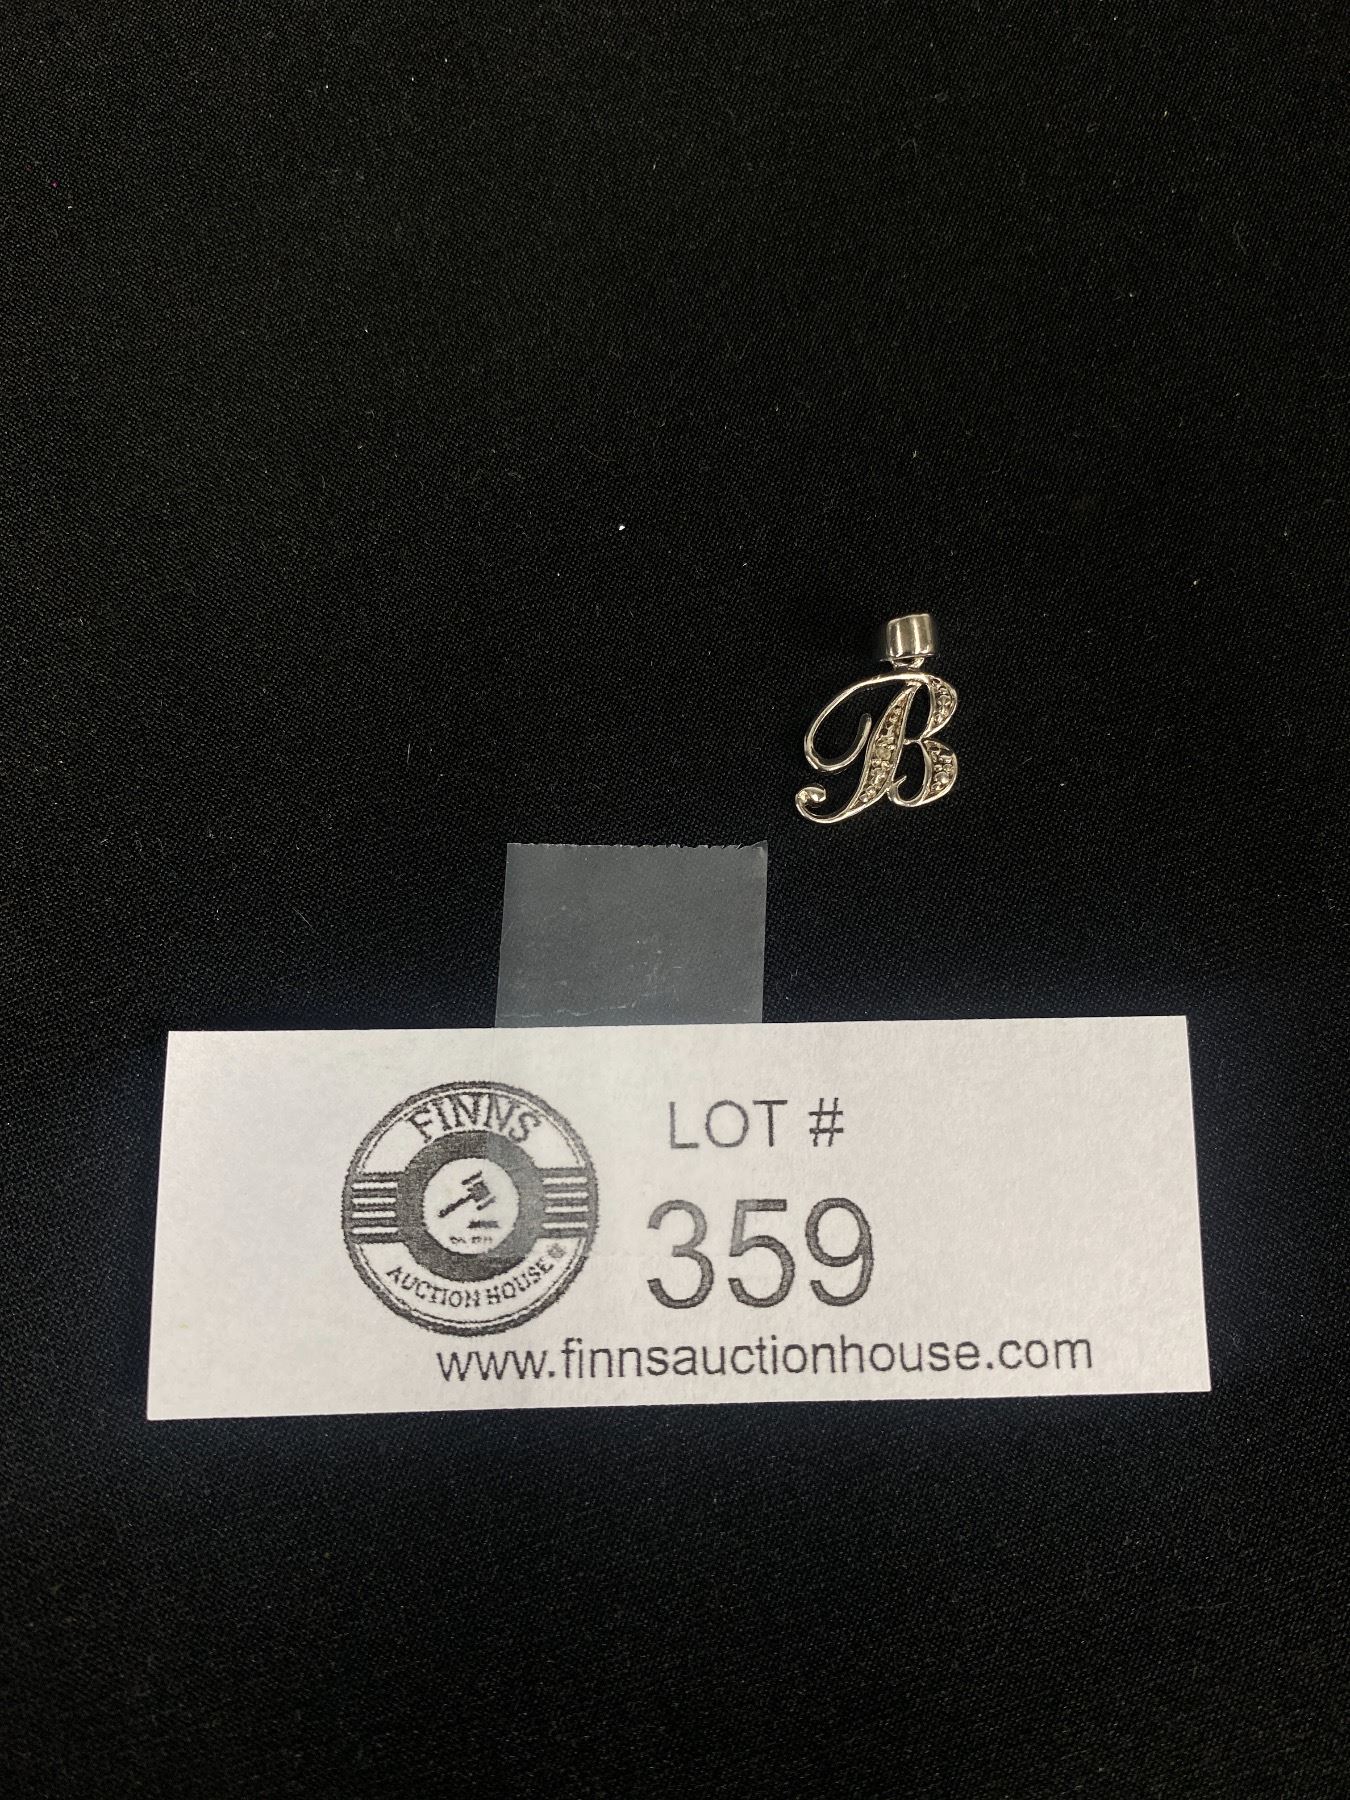 B
FINNS
AUCTION HOUSE
LOT #
359
www.finnsauctionhouse.com